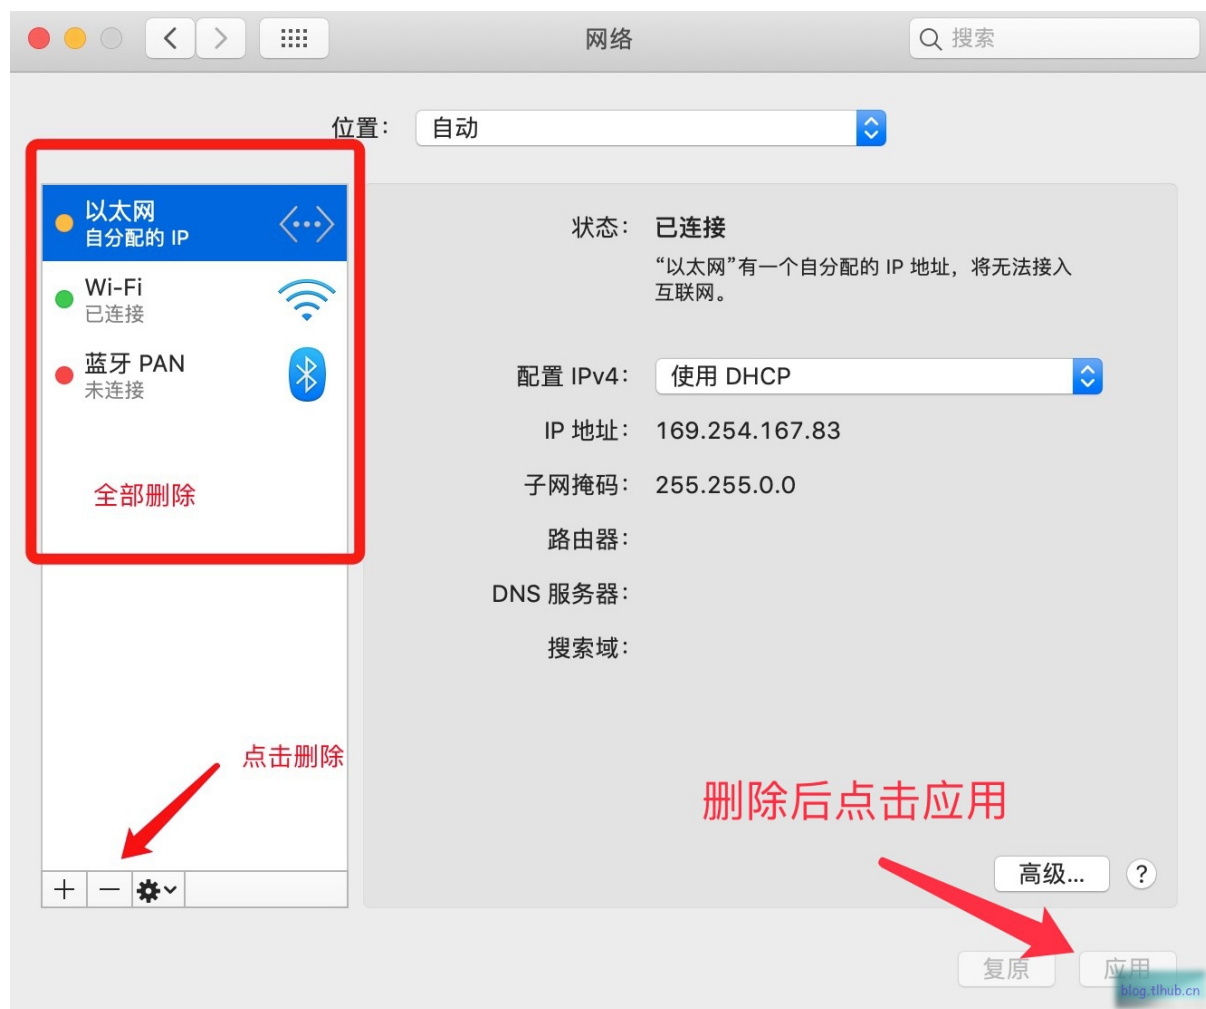 网络
搜索
位置：
自动
以太网
自分配的 IP
Wi-Fi
已连接
蓝牙 PAN
未连接
全部删除
点击删除
状态：
已连接
“以太网”有一个自分配的 IP 地址，将无法接入
互联网。
配置 IPv4：
使用 DHCP
IP 地址：
169.254.167.83
子网掩码：
255.255.0.0
路由器：
DNS 服务器：
搜索域：
删除后点击应用
高级...
?
复原
应用
blog.tlhub.cn